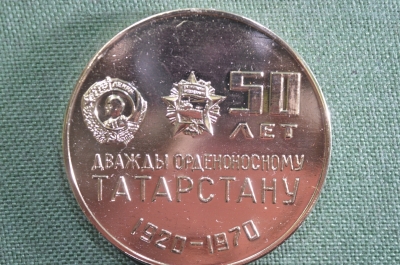 50
ЛЕТ
ДВАЖДЫ ОРДЕНОНОСНОМУ
ТАТАРСТАНУ
1920-1970